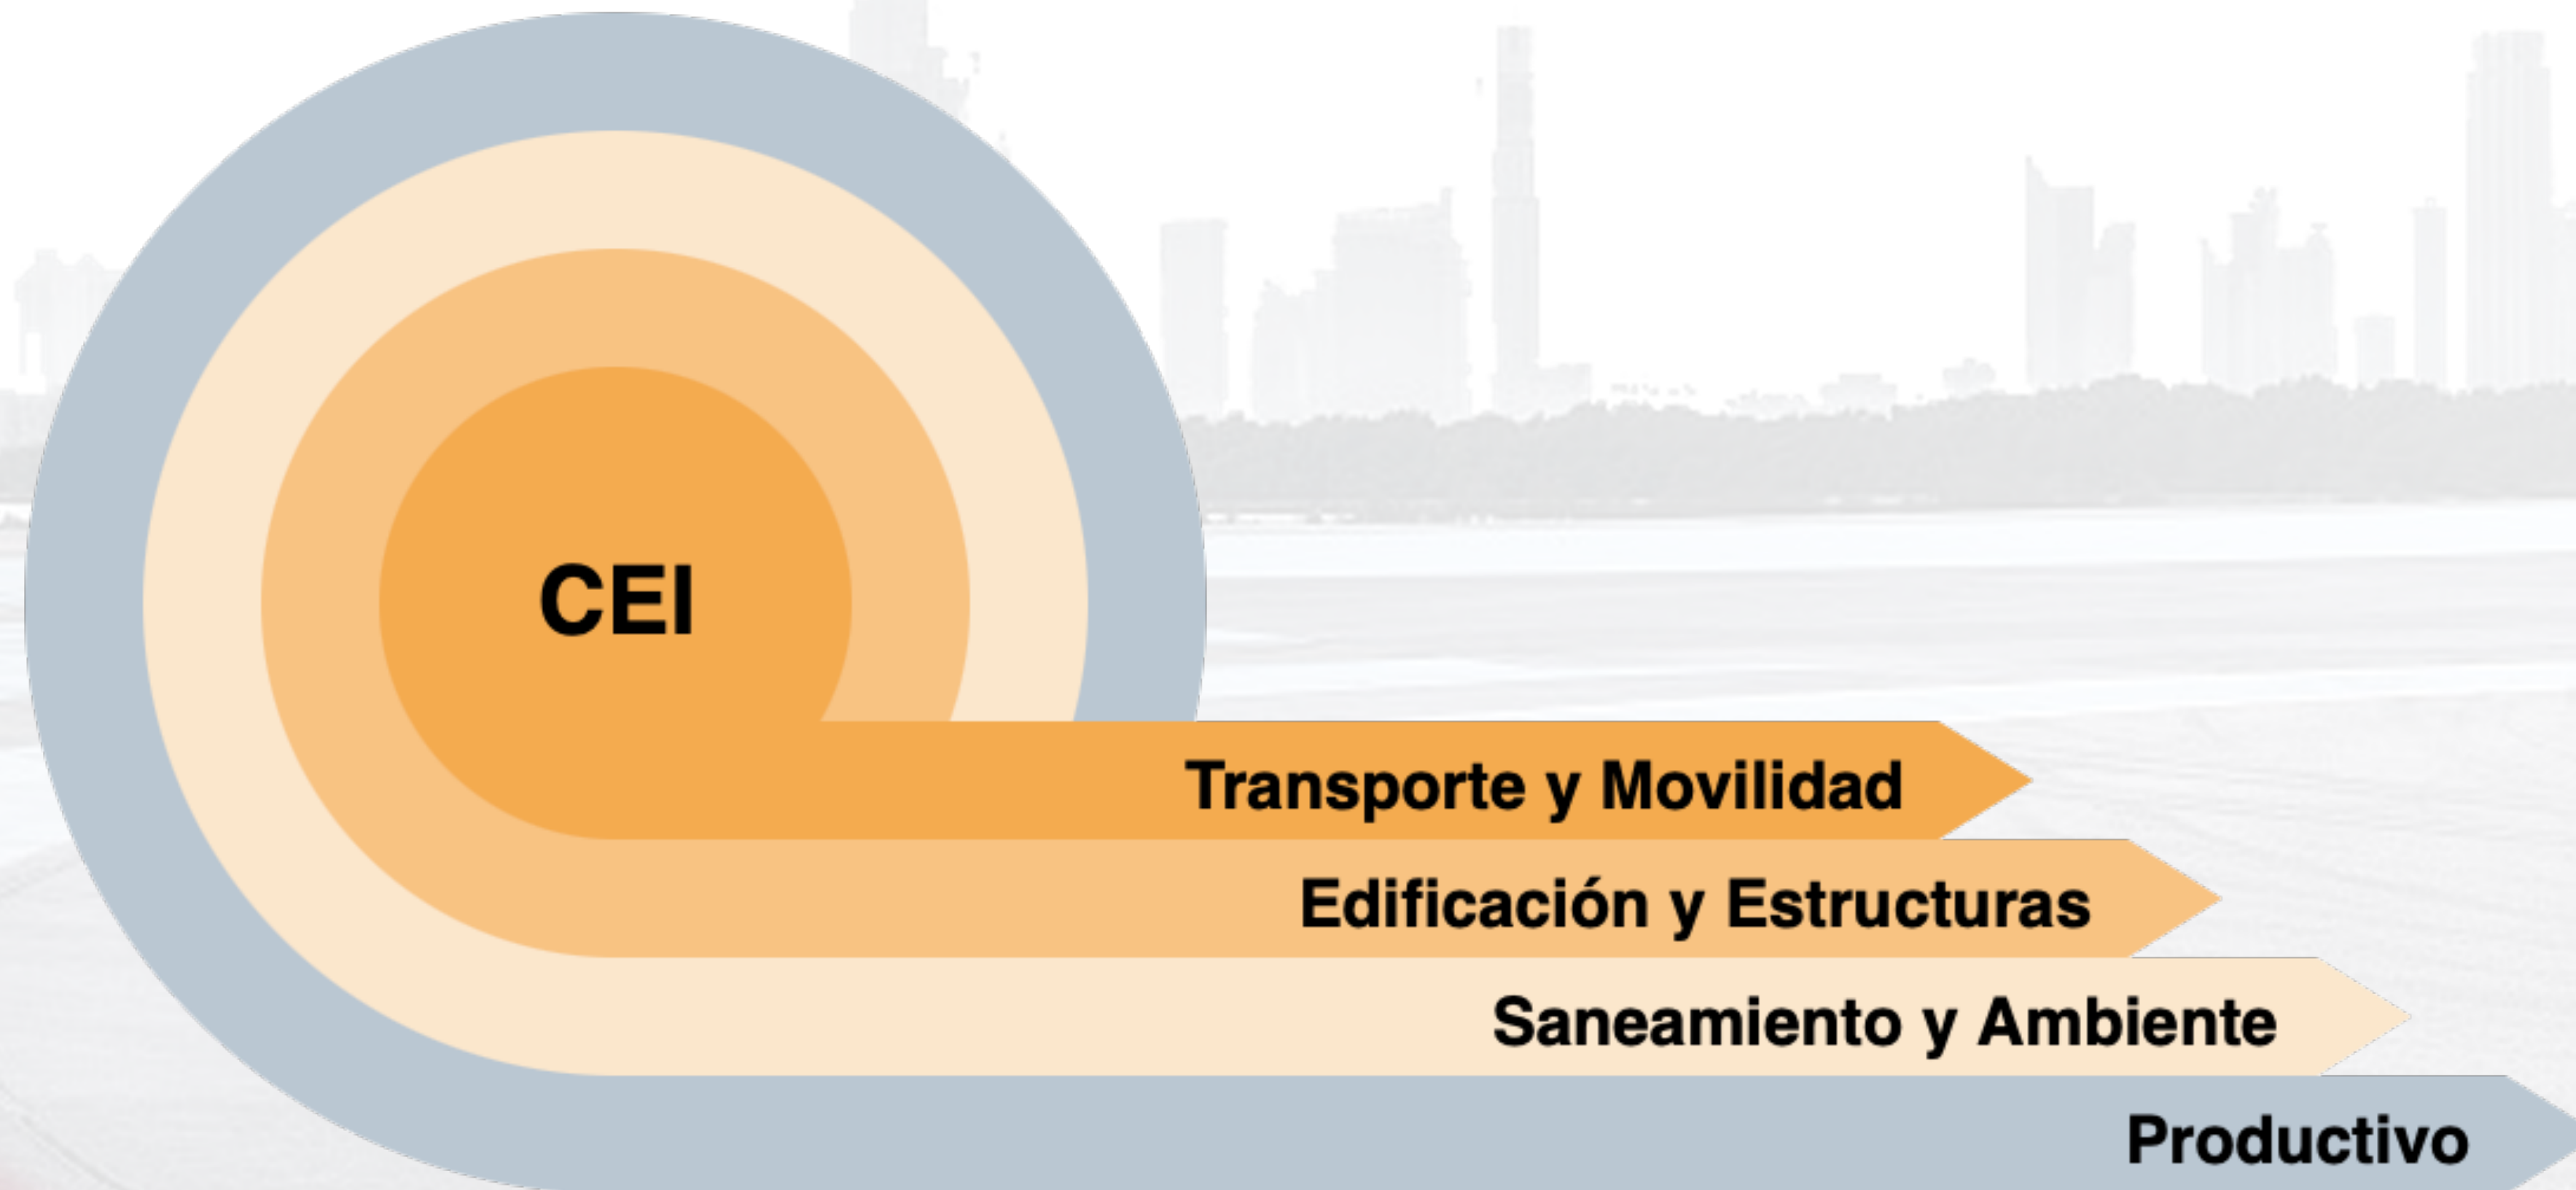 CEI
Transporte y Movilidad
Edificación y Estructuras
Saneamiento y Ambiente
Productivo